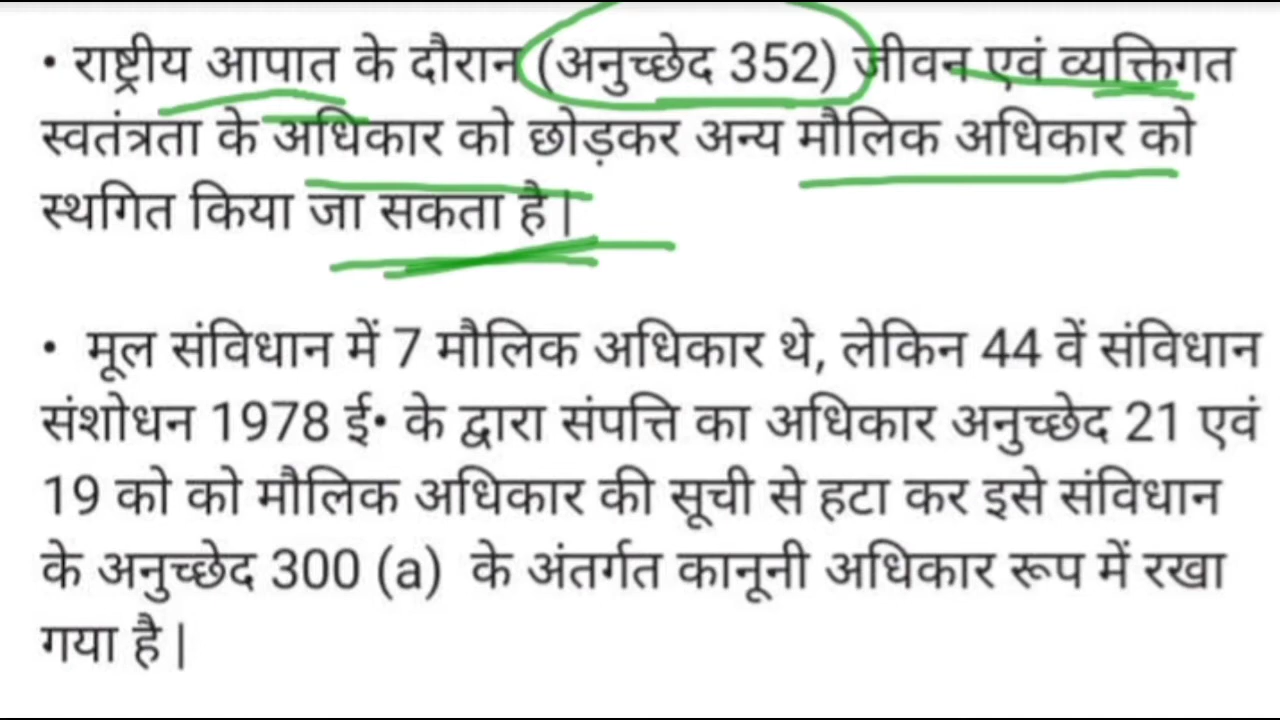 • राष्ट्रीय आपात के दौरान (अनुच्छेद 352) जीवन एवं व्यक्तिगत
स्वतंत्रता के अधिकार को छोड़कर अन्य मौलिक अधिकार को
स्थगित किया जा सकता है |
• मूल संविधान में 7 मौलिक अधिकार थे, लेकिन 44 वें संविधान
संशोधन 1978 ई• के द्वारा संपत्ति का अधिकार अनुच्छेद 21 एवं
19 को को मौलिक अधिकार की सूची से हटा कर इसे संविधान
के अनुच्छेद 300 (a) के अंतर्गत कानूनी अधिकार रूप में रखा
गया है |